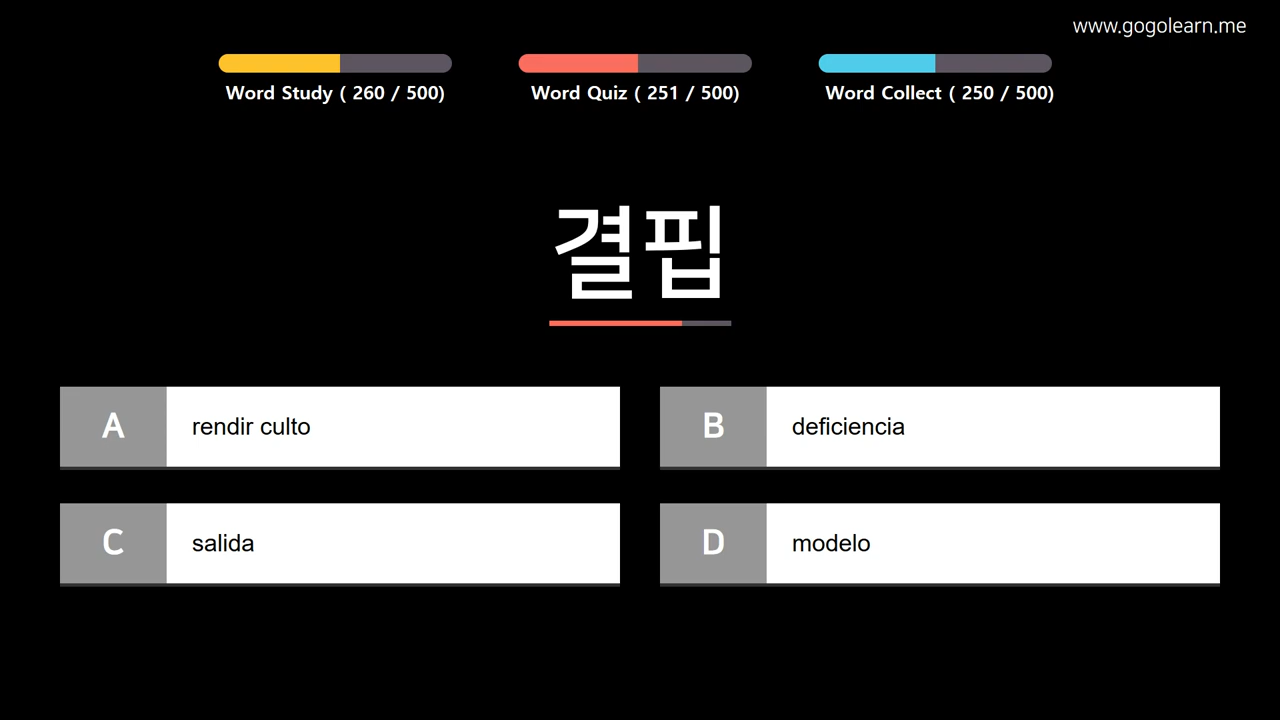 www.gogolearn.me
Word Study ( 260 / 500)
Word Quiz ( 251 / 500)
Word Collect ( 250 / 500)
결핍
A rendir culto
B deficiencia
C salida
D modelo